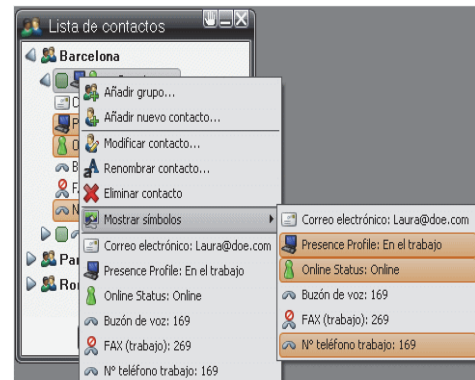 Lista de contactos
Barcelona
Añadir grupo...
Añadir nuevo contacto...
Modificar contacto...
Renombrar contacto...
Eliminar contacto
Mostrar símbolos
Correo electrónico: Laura@doe.com
Presence Profile: En el trabajo
Online Status: Online
Buzón de voz: 169
FAX (trabajo): 269
Nº teléfono trabajo: 169
Correo electrónico: Laura@doe.com
Presence Profile: En el trabajo
Online Status: Online
Buzón de voz: 169
FAX (trabajo): 269
Nº teléfono trabajo: 169